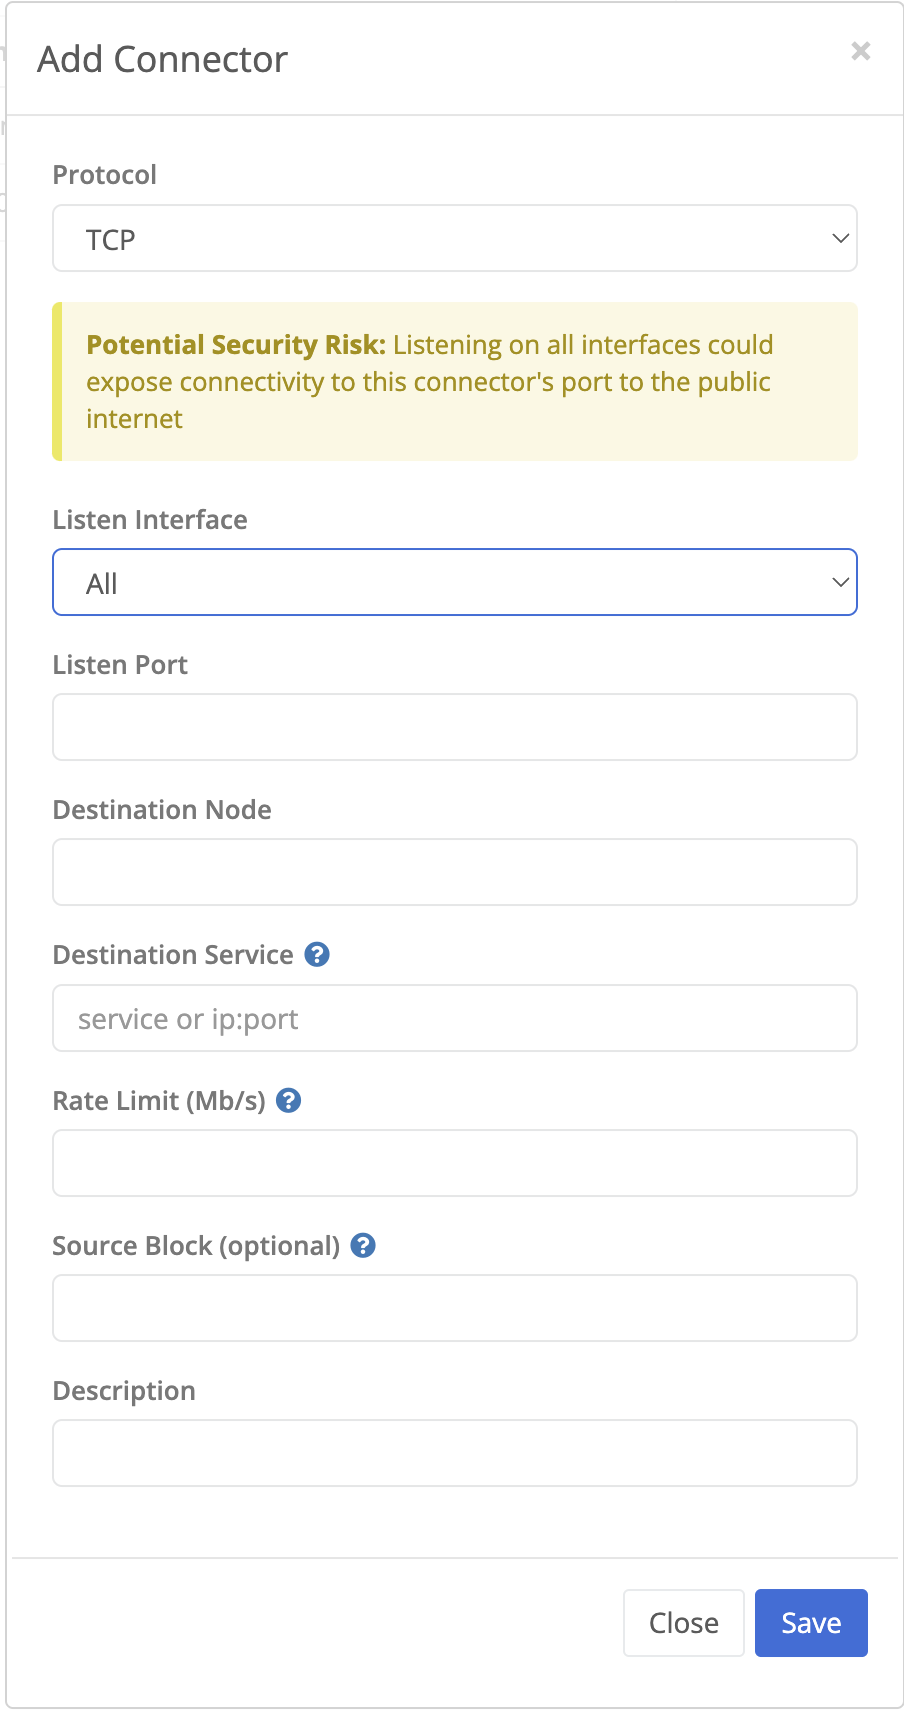 Add Connector
×
Protocol
TCP
Potential Security Risk: Listening on all interfaces could
expose connectivity to this connector's port to the public
internet
Listen Interface
All
Listen Port
Destination Node
Destination Service ?
service or ip:port
Rate Limit (Mb/s) ?
Source Block (optional) ?
Description
Close Save